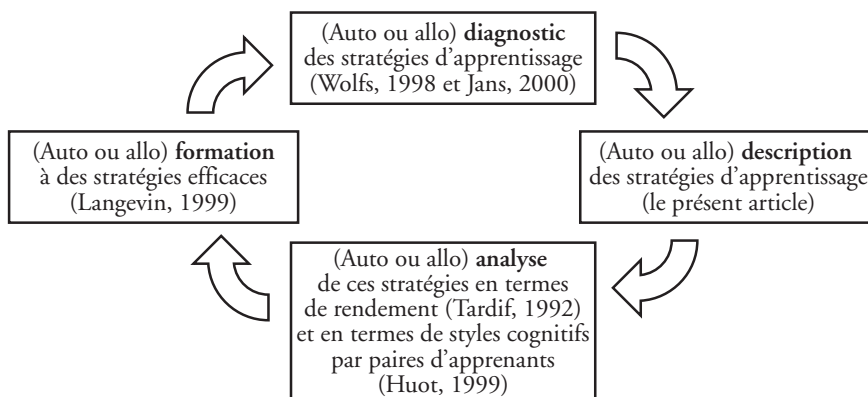 (Auto ou allo) diagnostic
des stratégies d'apprentissage
(Wolfs, 1998 et Jans, 2000)
(Auto ou allo) formation
à des stratégies efficaces
(Langevin, 1999)
(Auto ou allo) description
des stratégies d'apprentissage
(le présent article)
(Auto ou allo) analyse
de ces stratégies en termes
de rendement (Tardif, 1992)
et en termes de styles cognitifs
par paires d'apprenants
(Huot, 1999)